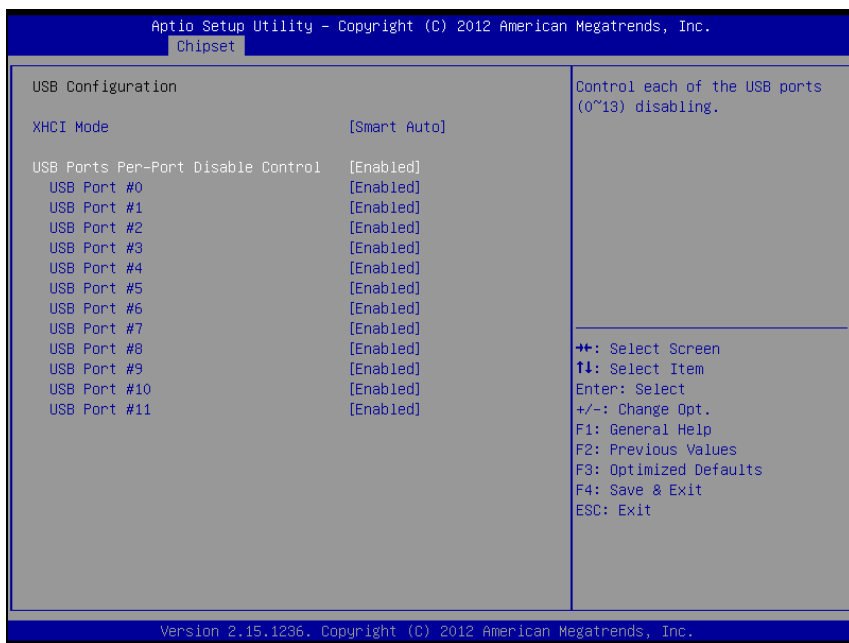 Aptio Setup Utility – Copyright (C) 2012 American Megatrends, Inc.
Chipset
USB Configuration
XHCI Mode [Smart Auto]
USB Ports Per-Port Disable Control [Enabled]
USB Port #0 [Enabled]
USB Port #1 [Enabled]
USB Port #2 [Enabled]
USB Port #3 [Enabled]
USB Port #4 [Enabled]
USB Port #5 [Enabled]
USB Port #6 [Enabled]
USB Port #7 [Enabled]
USB Port #8 [Enabled]
USB Port #9 [Enabled]
USB Port #10 [Enabled]
USB Port #11 [Enabled]
Control each of the USB ports
(0~13) disabling.
→←: Select Screen
↑↓: Select Item
Enter: Select
+/-: Change Opt.
F1: General Help
F2: Previous Values
F3: Optimized Defaults
F4: Save & Exit
ESC: Exit
Version 2.15.1236. Copyright (C) 2012 American Megatrends, Inc.